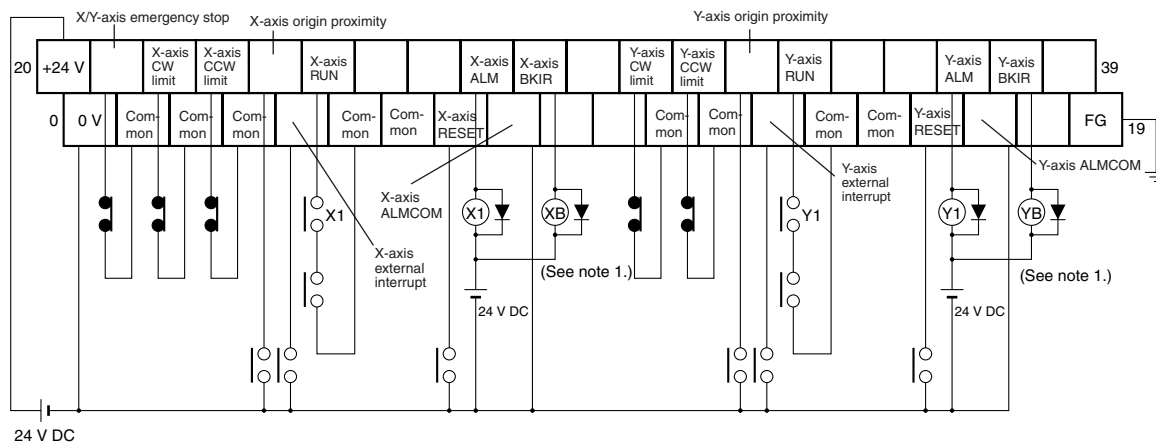 X/Y-axis emergency stop
X-axis origin proximity
Y-axis origin proximity
20
+24 V
X-axis
CW
limit
X-axis
CCW
limit
X-axis
RUN
X-axis
ALM
X-axis
BKIR
Y-axis
CW
limit
Y-axis
CCW
limit
Y-axis
RUN
Y-axis
ALM
Y-axis
BKIR
39
0
0 V
Com-
mon
Com-
mon
Com-
mon
Com-
mon
Com-
mon
X-axis
RESET
Com-
mon
Com-
mon
Com-
mon
Com-
mon
Y-axis
RESET
FG
19
X-axis
ALMCOM
Y-axis
external
interrupt
Y-axis ALMCOM
X1
X1
XB
Y1
Y1
YB
X-axis
external
interrupt
(See note 1.)
(See note 1.)
24 V DC
24 V DC
24 V DC